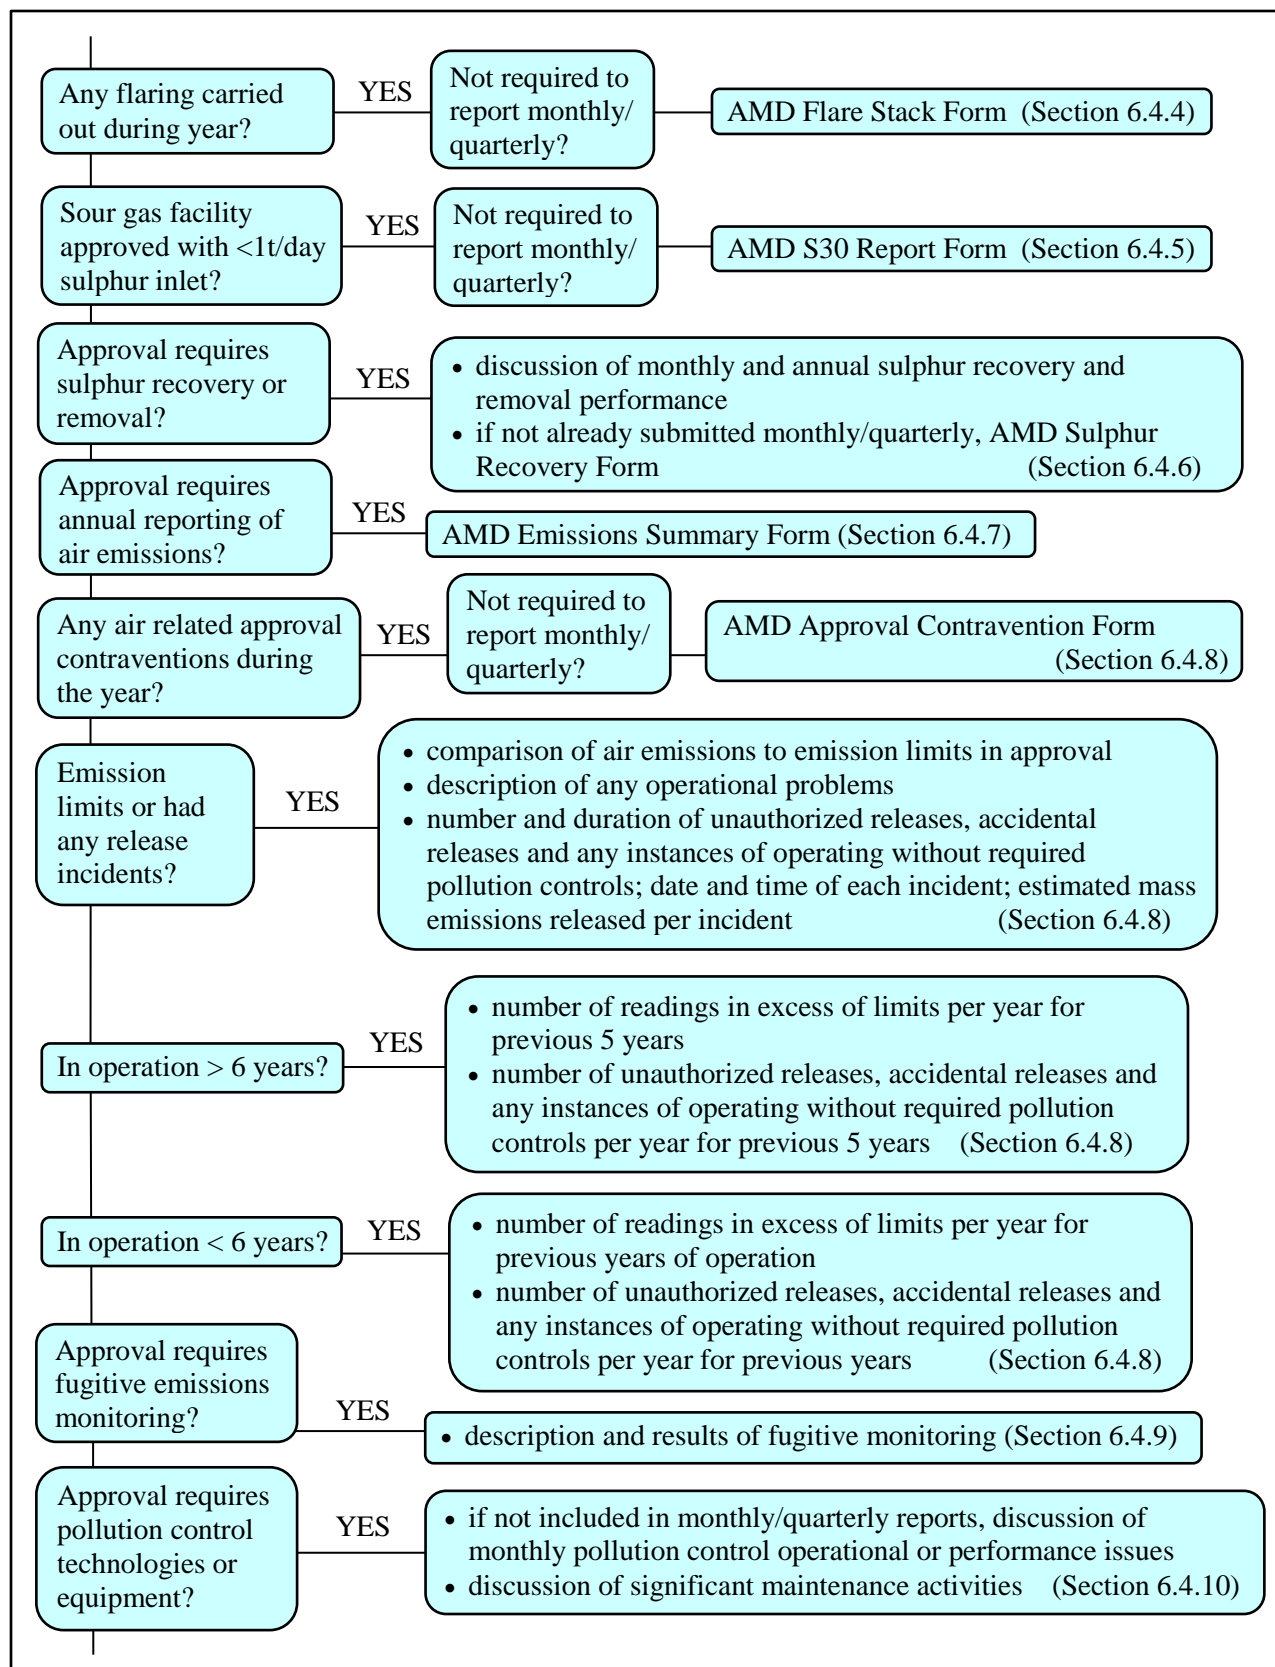 Any flaring carried
out during year?
YES
Not required to
report monthly/
quarterly?
AMD Flare Stack Form (Section 6.4.4)
Sour gas facility
approved with <1t/day
sulphur inlet?
YES
Not required to
report monthly/
quarterly?
AMD S30 Report Form (Section 6.4.5)
Approval requires
sulphur recovery or
removal?
YES
• discussion of monthly and annual sulphur recovery and
removal performance
• if not already submitted monthly/quarterly, AMD Sulphur
Recovery Form (Section 6.4.6)
Approval requires
annual reporting of
air emissions?
YES
AMD Emissions Summary Form (Section 6.4.7)
Any air related approval
contraventions during
the year?
YES
Not required to
report monthly/
quarterly?
AMD Approval Contravention Form
(Section 6.4.8)
Emission
limits or had
any release
incidents?
YES
• comparison of air emissions to emission limits in approval
• description of any operational problems
• number and duration of unauthorized releases, accidental
releases and any instances of operating without required
pollution controls; date and time of each incident; estimated mass
emissions released per incident (Section 6.4.8)
In operation > 6 years?
YES
• number of readings in excess of limits per year for
previous 5 years
• number of unauthorized releases, accidental releases and
any instances of operating without required pollution
controls per year for previous 5 years (Section 6.4.8)
In operation < 6 years?
YES
• number of readings in excess of limits per year for
previous years of operation
• number of unauthorized releases, accidental releases and
any instances of operating without required pollution
controls per year for previous years (Section 6.4.8)
Approval requires
fugitive emissions
monitoring?
YES
• description and results of fugitive monitoring (Section 6.4.9)
Approval requires
pollution control
technologies or
equipment?
YES
• if not included in monthly/quarterly reports, discussion of
monthly pollution control operational or performance issues
• discussion of significant maintenance activities (Section 6.4.10)